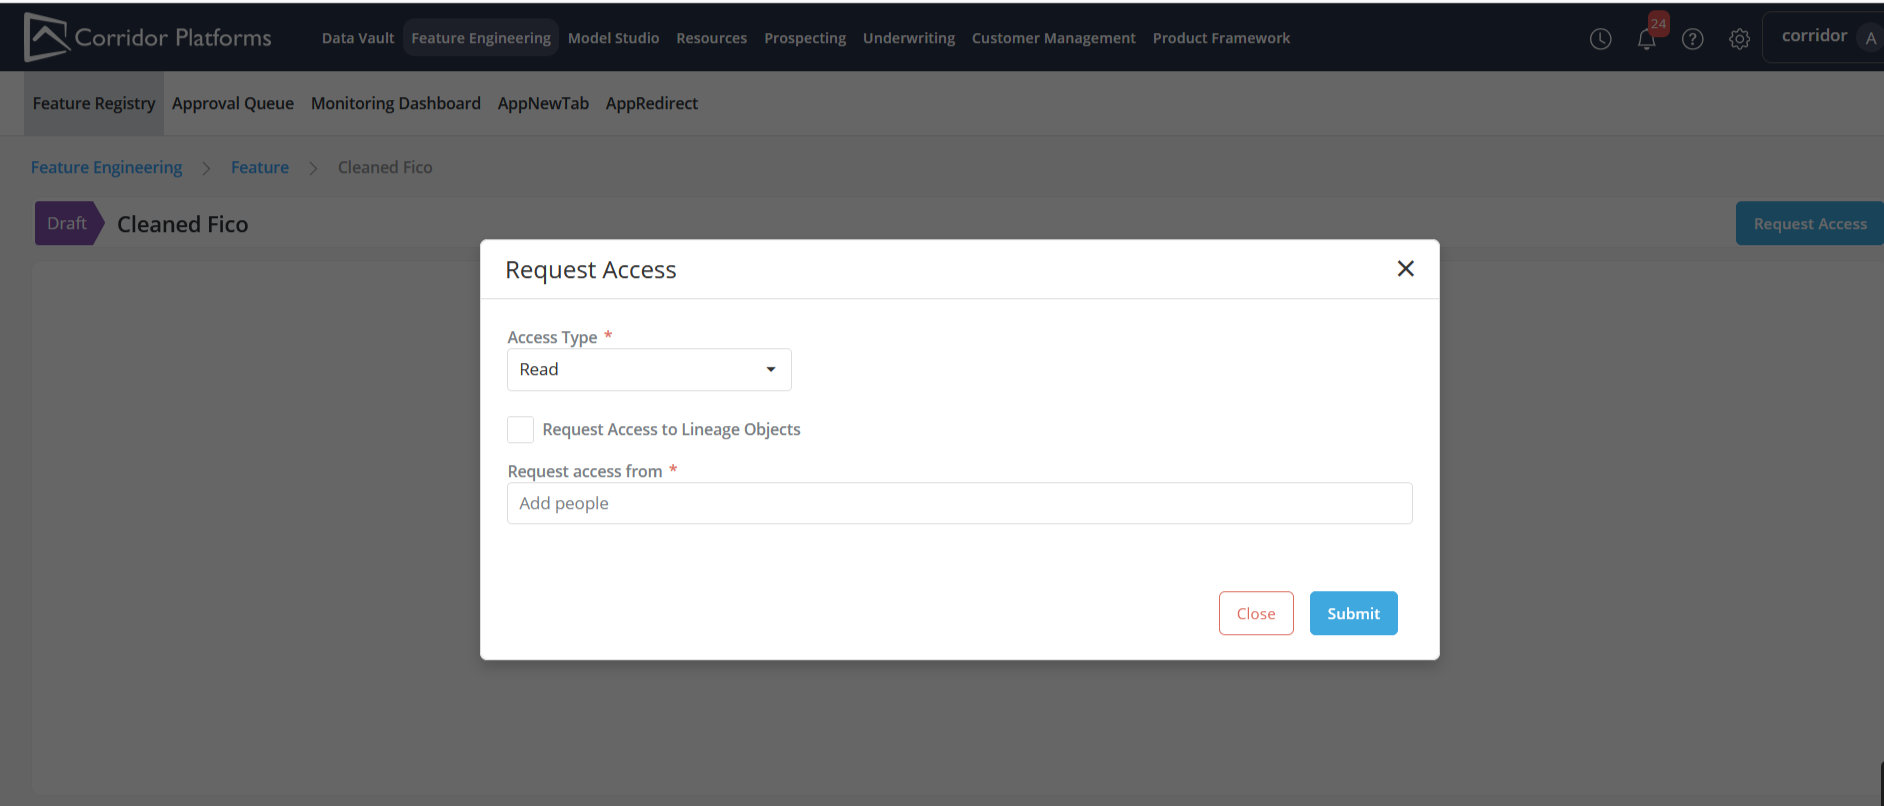 Corridor Platforms Data Vault Feature Engineering Model Studio Resources Prospecting Underwriting Customer Management Product Framework 24 ? corridor A
Feature Registry Approval Queue Monitoring Dashboard AppNewTab AppRedirect
Feature Engineering > Feature > Cleaned Fico
Draft Cleaned Fico Request Access
Request Access
Access Type *
Read
Request Access to Lineage Objects
Request access from *
Add people
Close Submit